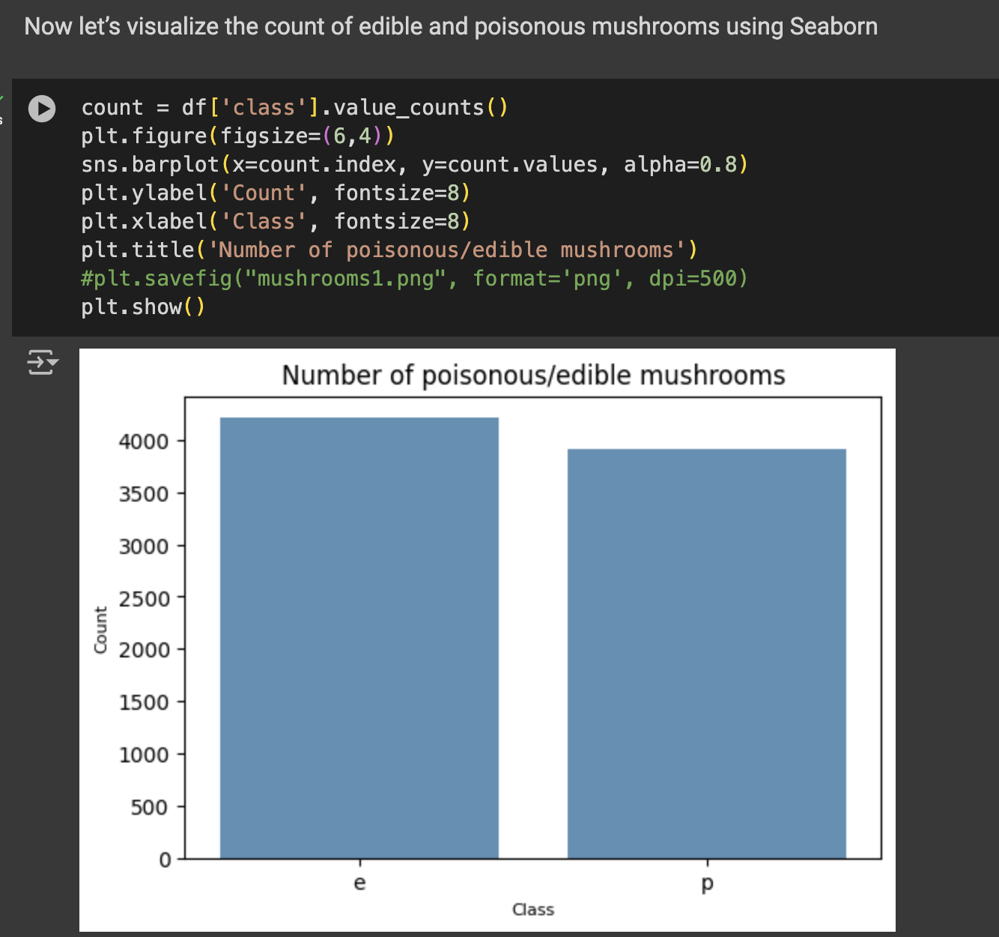 Now let’s visualize the count of edible and poisonous mushrooms using Seaborn
s
count = df['class'].value_counts()
plt.figure(figsize=(6,4))
sns.barplot(x=count.index, y=count.values, alpha=0.8)
plt.ylabel('Count', fontsize=8)
plt.xlabel('Class', fontsize=8)
plt.title('Number of poisonous/edible mushrooms')
#plt.savefig("mushrooms1.png", format='png', dpi=500)
plt.show()
Number of poisonous/edible mushrooms
4000
3500
3000
2500
2000
1500
1000
500
0
Count
e
p
Class